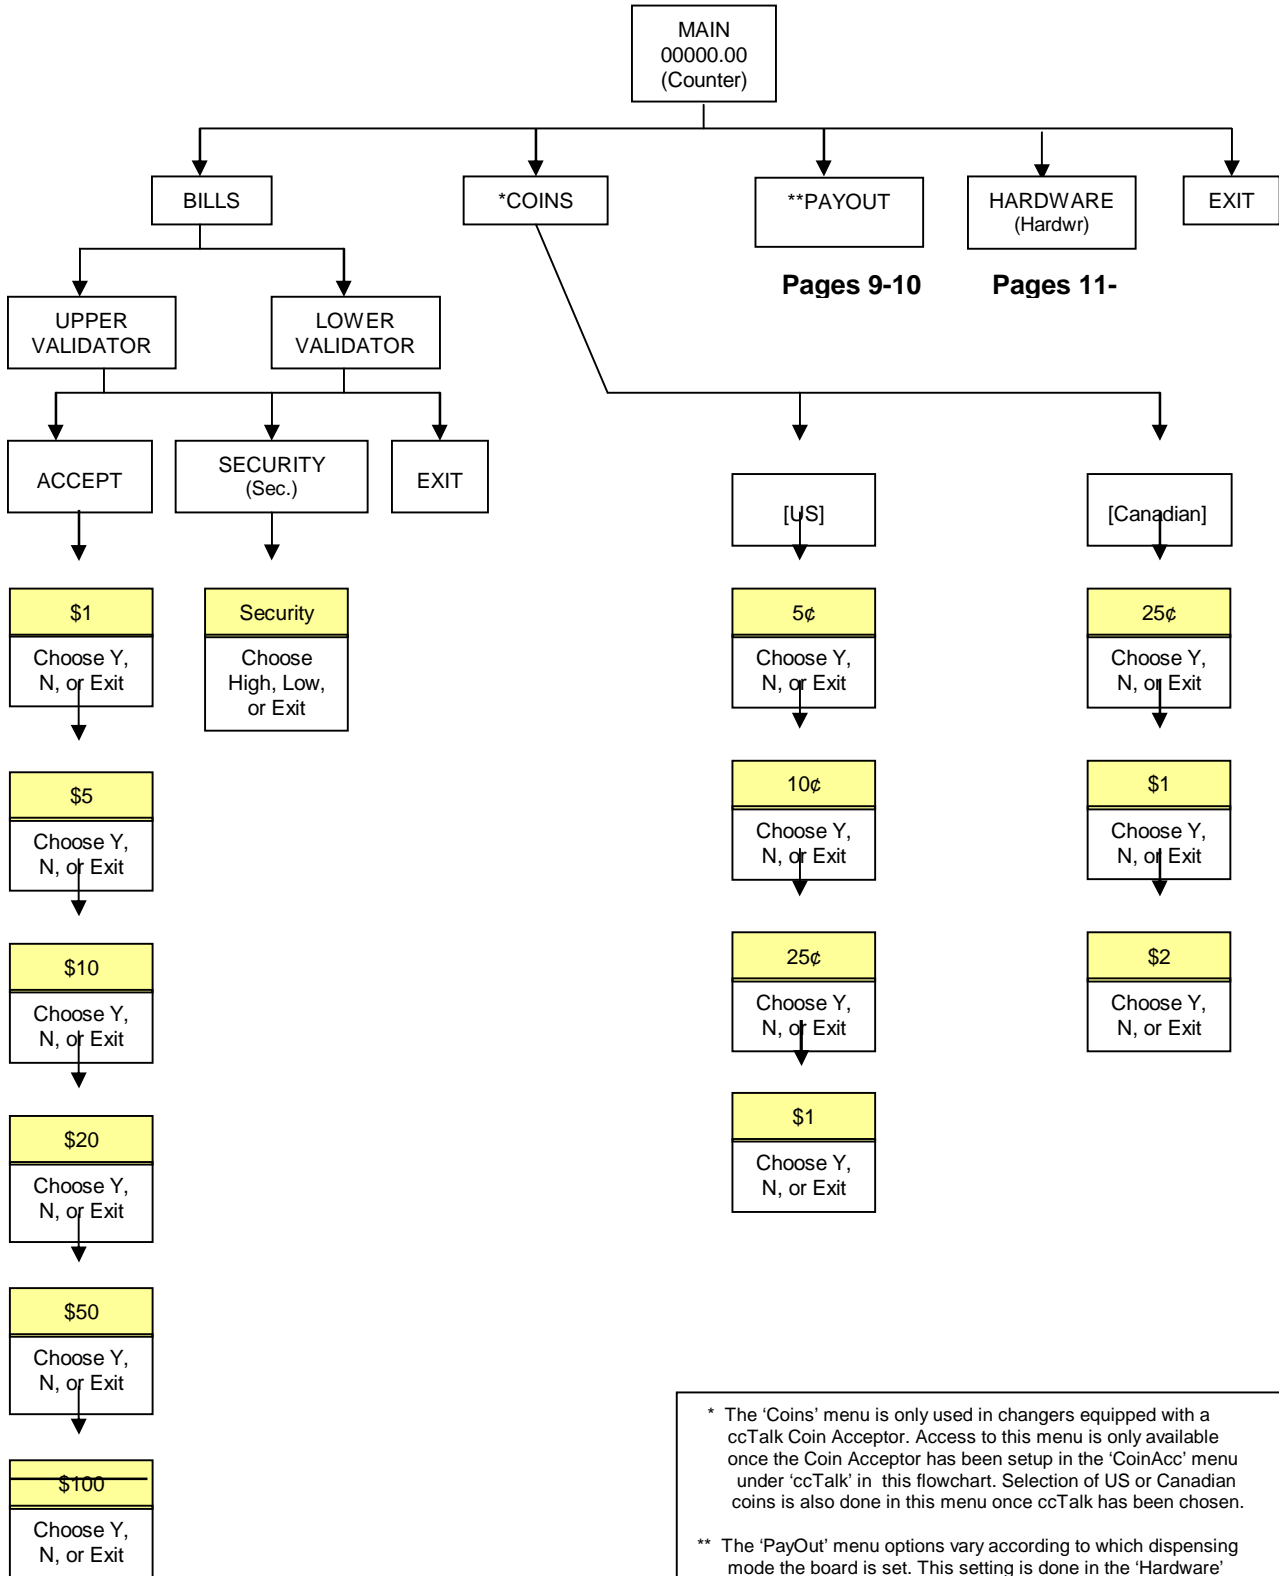 MAIN
00000.00
(Counter)
BILLS
*COINS
**PAYOUT
HARDWARE
(Hardwr)
EXIT
Pages 9-10
Pages 11-
UPPER
VALIDATOR
LOWER
VALIDATOR
ACCEPT
SECURITY
(Sec.)
EXIT
[US]
[Canadian]
$1
Choose Y,
N, or Exit
Security
Choose
High, Low,
or Exit
5¢
Choose Y,
N, or Exit
25¢
Choose Y,
N, or Exit
$5
Choose Y,
N, or Exit
10¢
Choose Y,
N, or Exit
$1
Choose Y,
N, or Exit
$10
Choose Y,
N, or Exit
25¢
Choose Y,
N, or Exit
$2
Choose Y,
N, or Exit
$20
Choose Y,
N, or Exit
$1
Choose Y,
N, or Exit
$50
Choose Y,
N, or Exit
$100
Choose Y,
N, or Exit
* The ‘Coins’ menu is only used in changers equipped with a
ccTalk Coin Acceptor. Access to this menu is only available
once the Coin Acceptor has been setup in the ‘CoinAcc’ menu
under ‘ccTalk’ in this flowchart. Selection of US or Canadian
coins is also done in this menu once ccTalk has been chosen.
** The ‘PayOut’ menu options vary according to which dispensing
mode the board is set. This setting is done in the ‘Hardware’